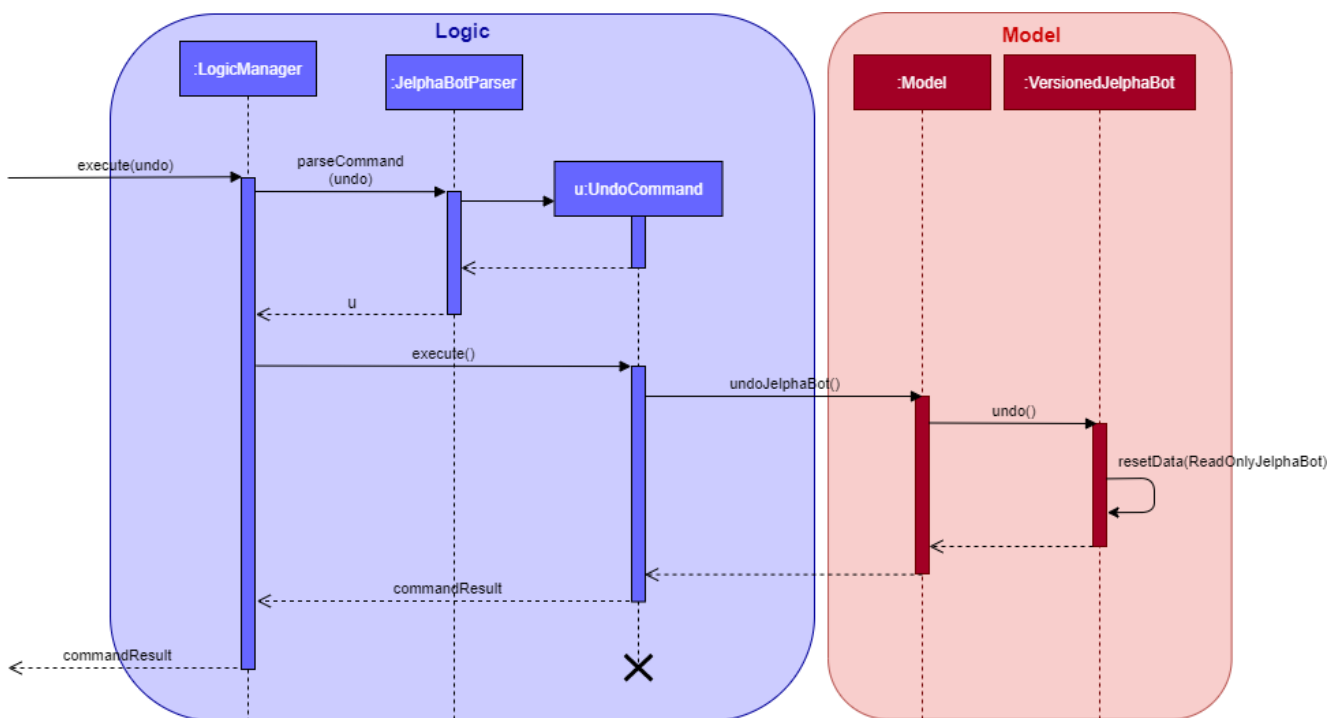 Logic
Model
:LogicManager
:JelphaBotParser
:Model
:VersionedJelphaBot
execute(undo)
parseCommand
(undo)
u:UndoCommand
u
execute()
undoJelphaBot()
undo()
resetData(ReadOnlyJelphaBot)
commandResult
commandResult